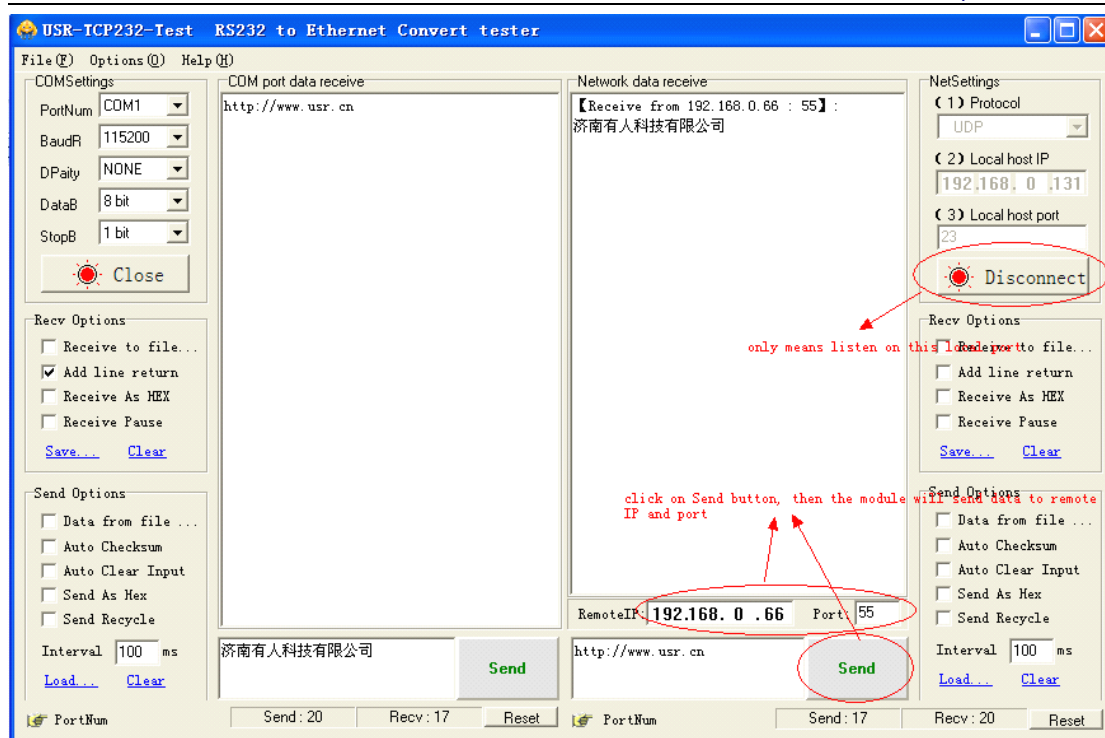 USR-TCP232-Test RS232 to Ethernet Convert tester
File(F) Options(O) Help(H)
COMSettings
PortNum COM1
BaudR 115200
DPaity NONE
DataB 8 bit
StopB 1 bit
Close
Recv Options
Receive to file...
Add line return
Receive As HEX
Receive Pause
Save... Clear
Send Options
Data from file ...
Auto Checksum
Auto Clear Input
Send As Hex
Send Recycle
Interval 100 ms
Load... Clear
PortNum
COM port data receive
http://www.usr.cn
济南有人科技有限公司
Send
Send : 20 Recv : 17 Reset
Network data receive
【Receive from 192.168.0.66 : 55】:
济南有人科技有限公司
only means listen on this local port
click on Send button, then the module will send data to remote
IP and port
RemoteIP: 192.168. 0 .66 Port: 55
http://www.usr.cn
Send
PortNum
Send : 17 Recv : 20 Reset
NetSettings
( 1 ) Protocol
UDP
( 2 ) Local host IP
192.168. 0 .131
( 3 ) Local host port
23
Disconnect
Recv Options
Receive to file...
Add line return
Receive As HEX
Receive Pause
Save... Clear
Send Options
Data from file ...
Auto Checksum
Auto Clear Input
Send As Hex
Send Recycle
Interval 100 ms
Load... Clear